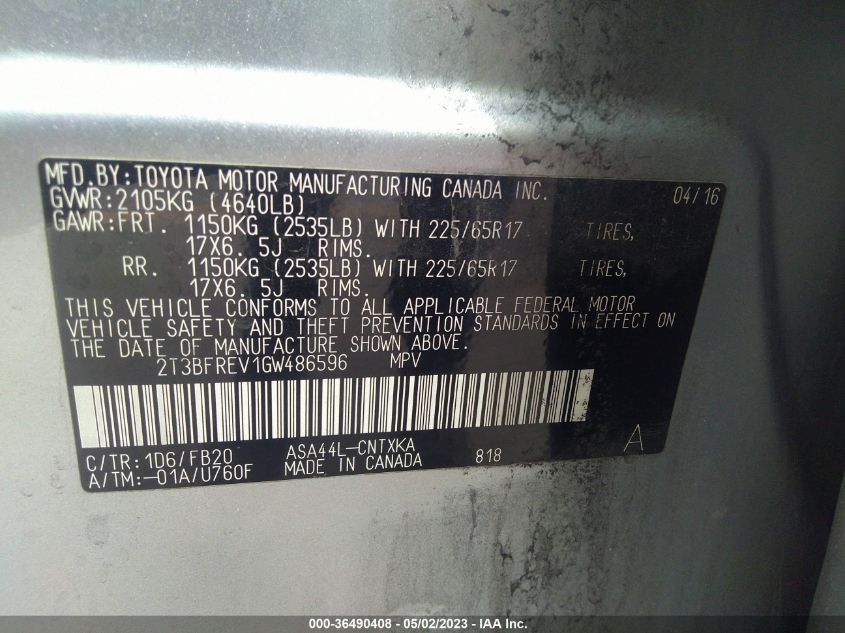 MFD.BY:TOYOTA MOTOR MANUFACTURING CANADA INC. 04/16
GVWR:2105KG (4640LB)
GAWR:FRT. 1150KG (2535LB) WITH 225/65R17 TIRES,
17X6. 5J RIMS.
RR. 1150KG (2535LB) WITH 225/65R17 TIRES,
17X6. 5J RIMS.
THIS VEHICLE CONFORMS TO ALL APPLICABLE FEDERAL MOTOR
VEHICLE SAFETY AND THEFT PREVENTION STANDARDS IN EFFECT ON
THE DATE OF MANUFACTURE SHOWN ABOVE.
2T3BFREV1GW486596 MPV
C/TR:1D6/FB20 ASA44L-CNTXKA 818 A
A/TM:-01A/U760F MADE IN CANADA
000-36490408 - 05/02/2023 - IAA Inc.